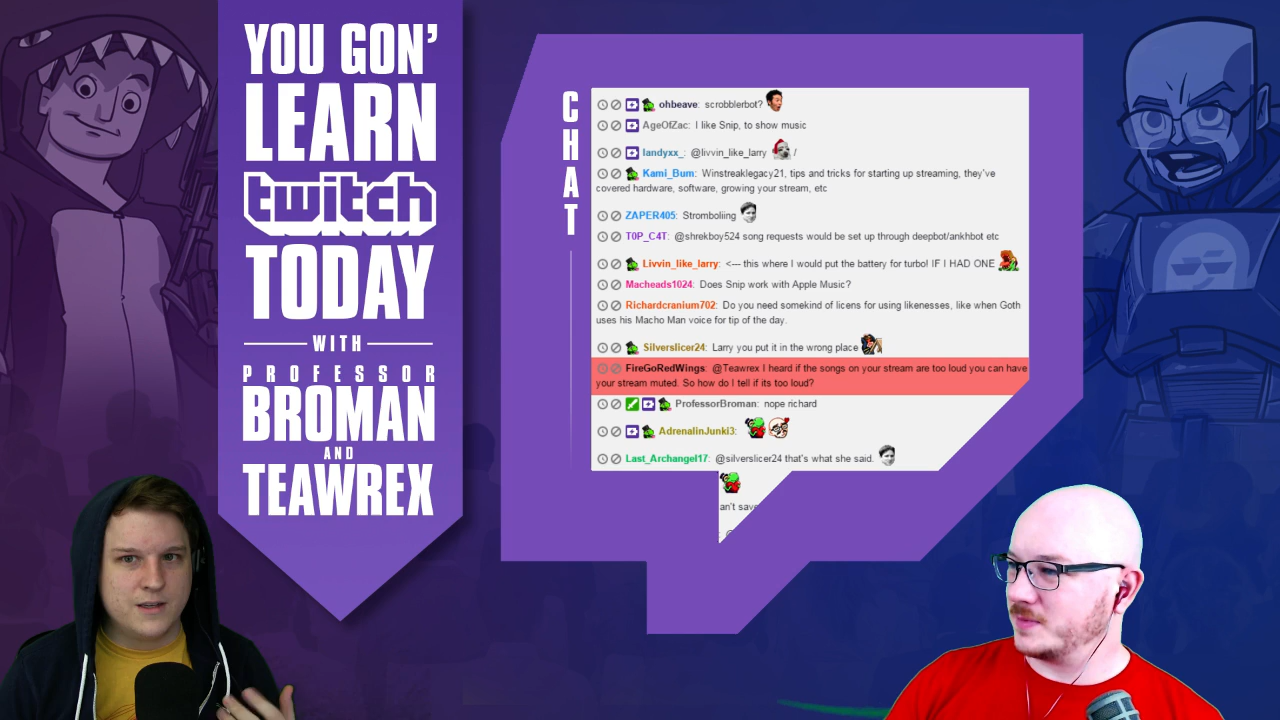 YOU GON'
LEARN
twitch
TODAY
WITH
PROFESSOR
BROMAN
AND
TEAWREX
CHAT
ohbeave: scrobblerbot?
AgeOfZac: I like Snip, to show music
landyxx_: @livvin_like_larry /
Kami_Bum: Winstreaklegacy21, tips and tricks for starting up streaming, they've
covered hardware, software, growing your stream, etc
ZAPER405: Stromboliing
T0P_C4T: @shrekboy524 song requests would be set up through deepbot/ankhbot etc
Livvin_like_larry: <--- this where I would put the battery for turbo! IF I HAD ONE
Macheads1024: Does Snip work with Apple Music?
Richardcranium702: Do you need somekind of licens for using likenesses, like when Goth
uses his Macho Man voice for tip of the day.
Silverslicer24: Larry you put it in the wrong place
FireGoRedWings: @Teawrex I heard if the songs on your stream are too loud you can have
your stream muted. So how do I tell if its too loud?
ProfessorBroman: nope richard
AdrenalinJunki3:
Last_Archangel17: @silverslicer24 that's what she said.
an't save